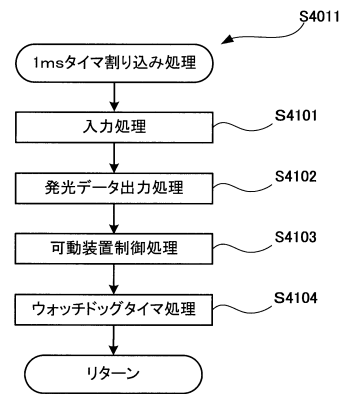 S4011
1msタイマ割り込み処理
入力処理
S4101
発光データ出力処理
S4102
可動装置制御処理
S4103
ウォッチドッグタイマ処理
S4104
リターン